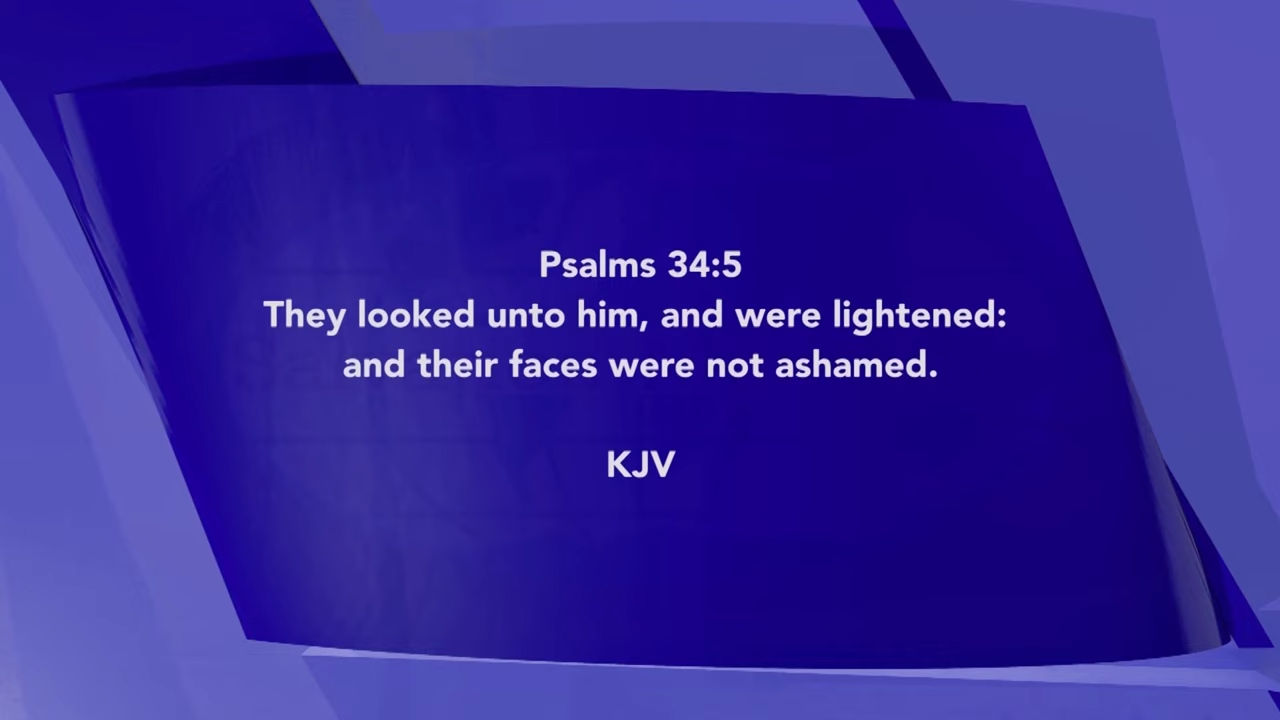 Psalms 34:5
They looked unto him, and were lightened:
and their faces were not ashamed.
KJV